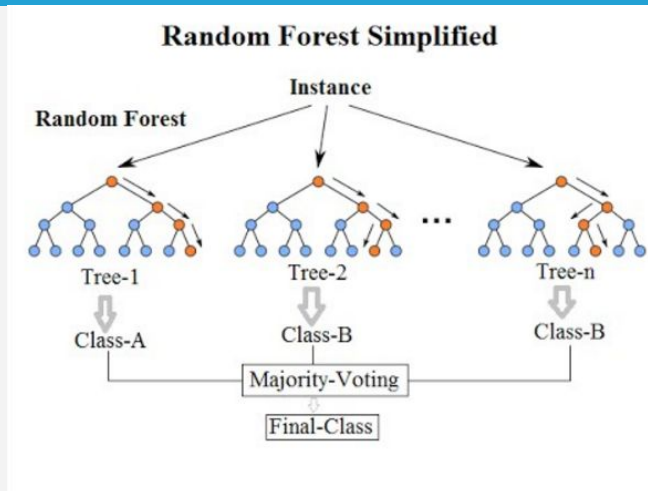 Random Forest Simplified
Instance
Random Forest
...
Tree-1
Tree-2
Tree-n
Class-A
Class-B
Class-B
Majority-Voting
Final-Class